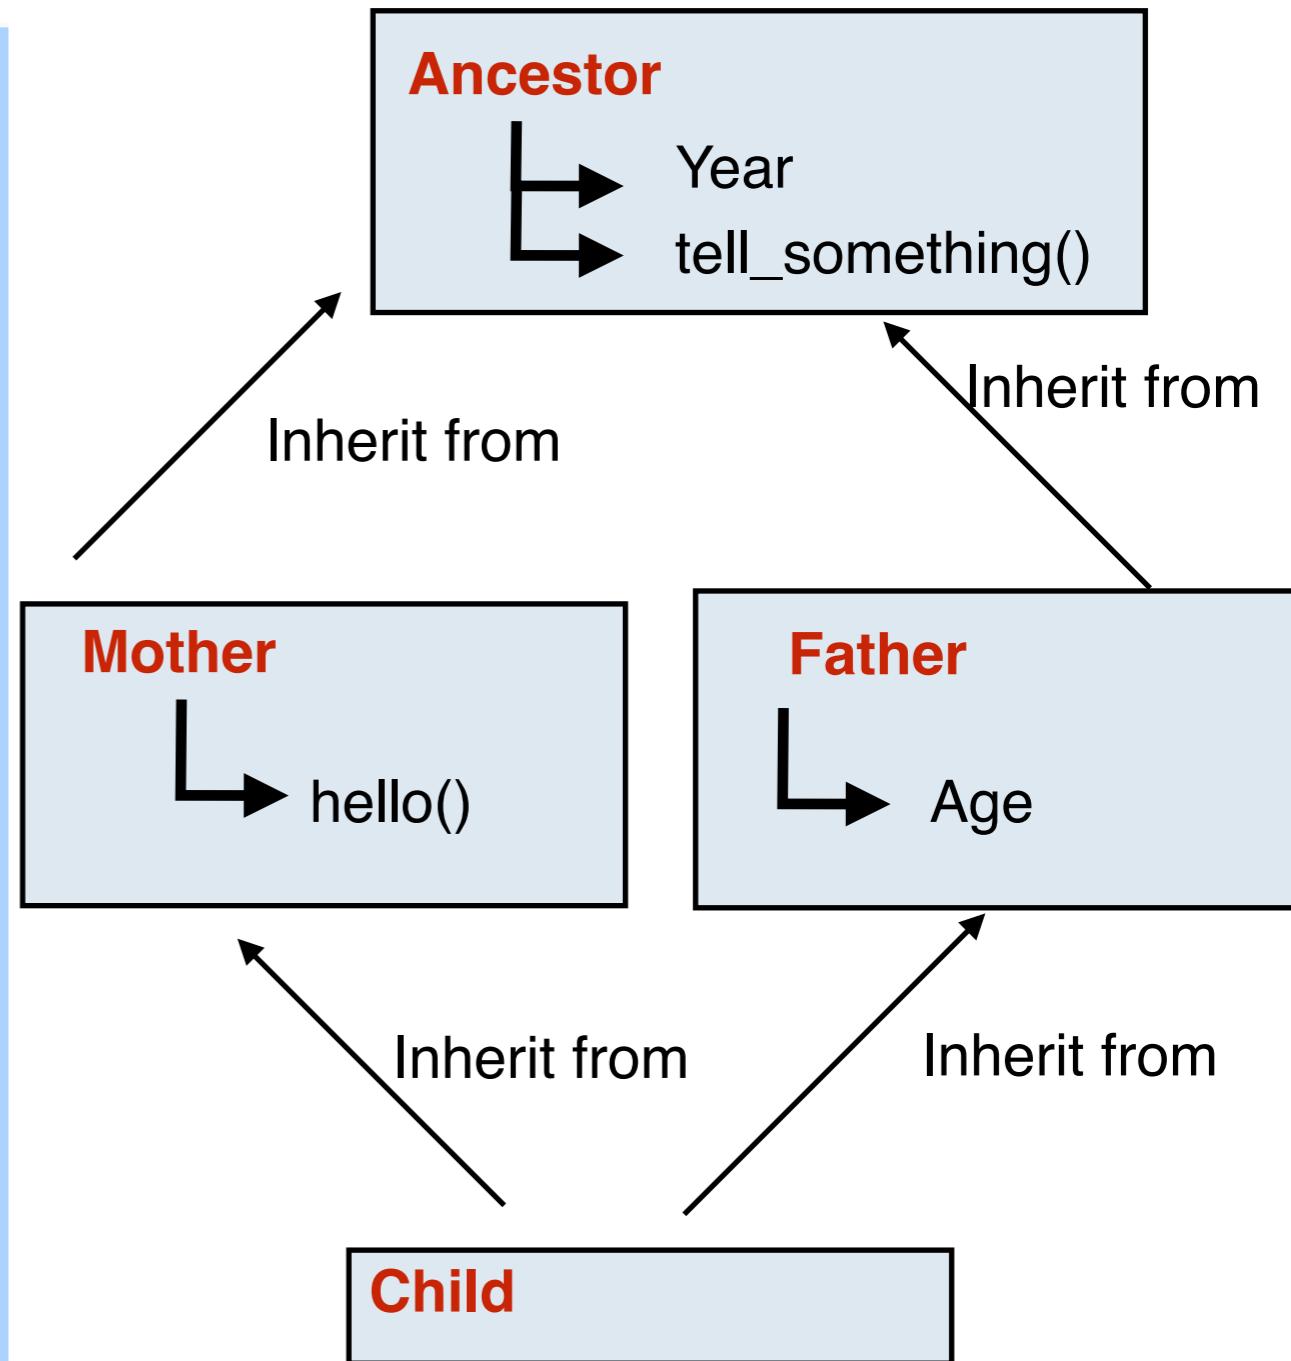 Ancestor
Year
tell_something()
Inherit from
Inherit from
Mother
Father
hello()
Age
Inherit from
Inherit from
Child